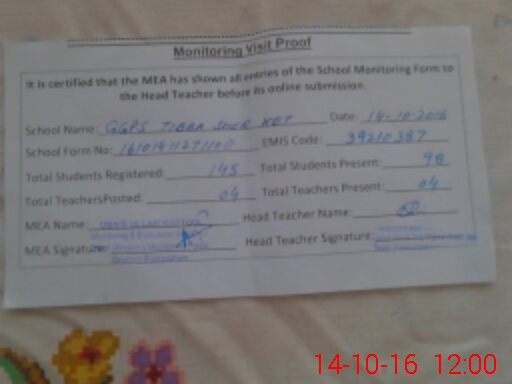 Monitoring Visit Proof
It is certified that the MEA has shown all entries of the School Monitoring Form to
the Head Teacher before its online submission.
School Name: GGPS TIBBA SHER KOT Date: 14-10-2016
School Form No: EMIS Code: 39210387
Total Students Registered: 145 Total Students Present: 98
Total TeachersPosted: 04 Total Teachers Present: 04
MEA Name: Head Teacher Name:
MEA Signature: Head Teacher Signature:
14-10-16 12:00